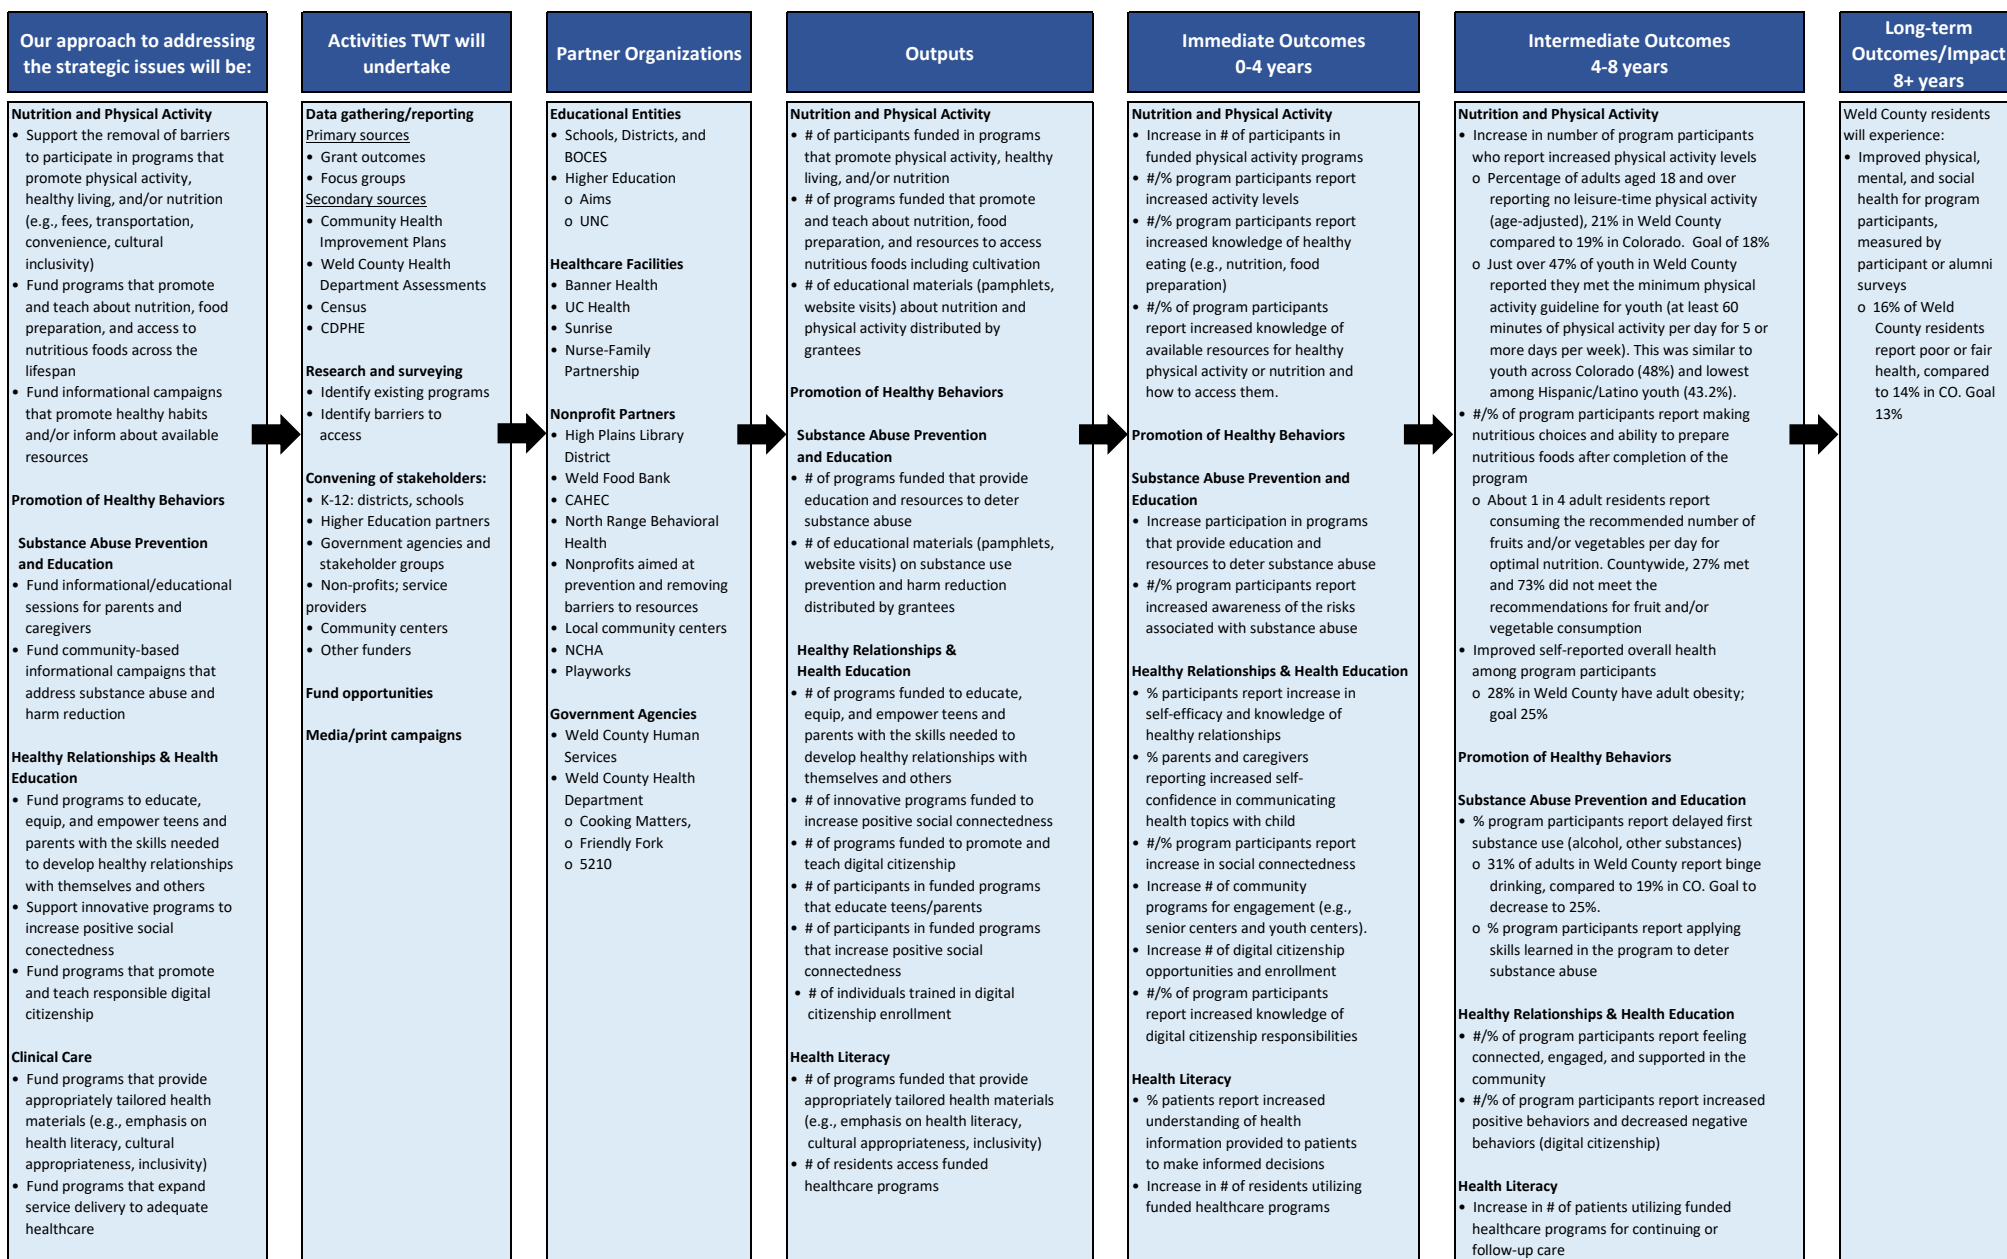 Our approach to addressing
the strategic issues will be:
Nutrition and Physical Activity
• Support the removal of barriers
to participate in programs that
promote physical activity,
healthy living, and/or nutrition
(e.g., fees, transportation,
convenience, cultural
inclusivity)
• Fund programs that promote
and teach about nutrition, food
preparation, and access to
nutritious foods across the
lifespan
• Fund informational campaigns
that promote healthy habits
and/or inform about available
resources
Promotion of Healthy Behaviors
Substance Abuse Prevention
and Education
• Fund informational/educational
sessions for parents and
caregivers
• Fund community-based
informational campaigns that
address substance abuse and
harm reduction
Healthy Relationships & Health
Education
• Fund programs to educate,
equip, and empower teens and
parents with the skills needed
to develop healthy relationships
with themselves and others
• Support innovative programs to
increase positive social
conectedness
• Fund programs that promote
and teach responsible digital
citizenship
Clinical Care
• Fund programs that provide
appropriately tailored health
materials (e.g., emphasis on
health literacy, cultural
appropriateness, inclusivity)
• Fund programs that expand
service delivery to adequate
healthcare
Activities TWT will
undertake
Data gathering/reporting
Primary sources
• Grant outcomes
• Focus groups
Secondary sources
• Community Health
Improvement Plans
• Weld County Health
Department Assessments
• Census
• CDPHE
Research and surveying
• Identify existing programs
• Identify barriers to
access
Convening of stakeholders:
• K-12: districts, schools
• Higher Education partners
• Government agencies and
stakeholder groups
• Non-profits; service
providers
• Community centers
• Other funders
Fund opportunities
Media/print campaigns
Partner Organizations
Educational Entities
• Schools, Districts, and
BOCES
• Higher Education
o Aims
o UNC
Healthcare Facilities
• Banner Health
• UC Health
• Sunrise
• Nurse-Family
Partnership
Nonprofit Partners
• High Plains Library
District
• Weld Food Bank
• CAHEC
• North Range Behavioral
Health
• Nonprofits aimed at
prevention and removing
barriers to resources
• Local community centers
• NCHA
• Playworks
Government Agencies
• Weld County Human
Services
• Weld County Health
Department
o Cooking Matters,
o Friendly Fork
o 5210
Outputs
Nutrition and Physical Activity
• # of participants funded in programs
that promote physical activity, healthy
living, and/or nutrition
• # of programs funded that promote
and teach about nutrition, food
preparation, and resources to access
nutritious foods including cultivation
• # of educational materials (pamphlets,
website visits) about nutrition and
physical activity distributed by
grantees
Promotion of Healthy Behaviors
Substance Abuse Prevention
and Education
• # of programs funded that provide
education and resources to deter
substance abuse
• # of educational materials (pamphlets,
website visits) on substance use
prevention and harm reduction
distributed by grantees
Healthy Relationships &
Health Education
• # of programs funded to educate,
equip, and empower teens and
parents with the skills needed to
develop healthy relationships with
themselves and others
• # of innovative programs funded to
increase positive social connectedness
• # of programs funded to promote and
teach digital citizenship
• # of participants in funded programs
that educate teens/parents
• # of participants in funded programs
that increase positive social
connectedness
• # of individuals trained in digital
citizenship enrollment
Health Literacy
• # of programs funded that provide
appropriately tailored health materials
(e.g., emphasis on health literacy,
cultural appropriateness, inclusivity)
• # of residents access funded
healthcare programs
Immediate Outcomes
0-4 years
Nutrition and Physical Activity
• Increase in # of participants in
funded physical activity programs
• #/% program participants report
increased activity levels
• #/% program participants report
increased knowledge of healthy
eating (e.g., nutrition, food
preparation)
• #/% of program participants
report increased knowledge of
available resources for healthy
physical activity or nutrition and
how to access them.
Promotion of Healthy Behaviors
Substance Abuse Prevention and
Education
• Increase participation in programs
that provide education and
resources to deter substance abuse
• #/% program participants report
increased awareness of the risks
associated with substance abuse
Healthy Relationships & Health Education
• % participants report increase in
self-efficacy and knowledge of
healthy relationships
• % parents and caregivers
reporting increased self-
confidence in communicating
health topics with child
• #/% program participants report
increase in social connectedness
• Increase # of community
programs for engagement (e.g.,
senior centers and youth centers).
• Increase # of digital citizenship
opportunities and enrollment
• #/% of program participants
report increased knowledge of
digital citizenship responsibilities
Health Literacy
• % patients report increased
understanding of health
information provided to patients
to make informed decisions
• Increase in # of residents utilizing
funded healthcare programs
Intermediate Outcomes
4-8 years
Nutrition and Physical Activity
• Increase in number of program participants
who report increased physical activity levels
o Percentage of adults aged 18 and over
reporting no leisure-time physical activity
(age-adjusted), 21% in Weld County
compared to 19% in Colorado. Goal of 18%
o Just over 47% of youth in Weld County
reported they met the minimum physical
activity guideline for youth (at least 60
minutes of physical activity per day for 5 or
more days per week). This was similar to
youth across Colorado (48%) and lowest
among Hispanic/Latino youth (43.2%).
• #/% of program participants report making
nutritious choices and ability to prepare
nutritious foods after completion of the
program
o About 1 in 4 adult residents report
consuming the recommended number of
fruits and/or vegetables per day for
optimal nutrition. Countywide, 27% met
and 73% did not meet the
recommendations for fruit and/or
vegetable consumption
• Improved self-reported overall health
among program participants
o 28% in Weld County have adult obesity;
goal 25%
Promotion of Healthy Behaviors
Substance Abuse Prevention and Education
• % program participants report delayed first
substance use (alcohol, other substances)
o 31% of adults in Weld County report binge
drinking, compared to 19% in CO. Goal to
decrease to 25%.
o % program participants report applying
skills learned in the program to deter
substance abuse
Healthy Relationships & Health Education
• #/% of program participants report feeling
connected, engaged, and supported in the
community
• #/% of program participants report increased
positive behaviors and decreased negative
behaviors (digital citizenship)
Health Literacy
• Increase in # of patients utilizing funded
healthcare programs for continuing or
follow-up care
Long-term
Outcomes/Impact
8+ years
Weld County residents
will experience:
• Improved physical,
mental, and social
health for program
participants,
measured by
participant or alumni
surveys
o 16% of Weld
County residents
report poor or fair
health, compared
to 14% in CO. Goal
13%